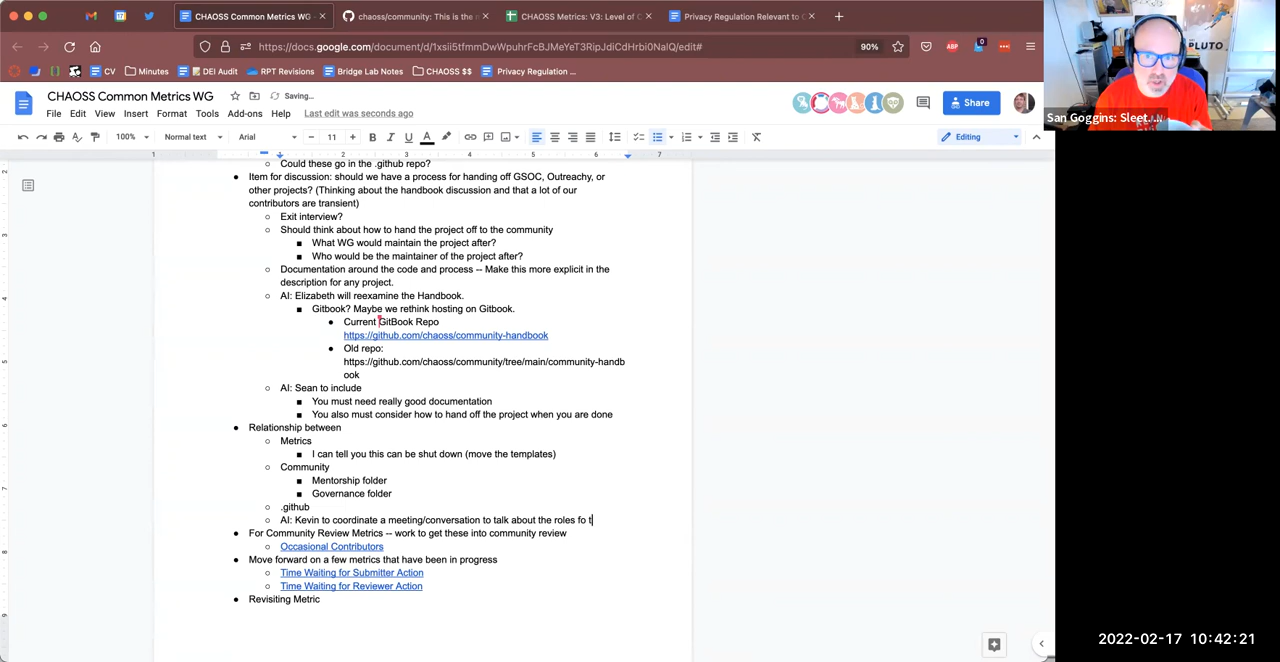 CHAOSS Common Metrics WG
chaoss/community: This is the
CHAOSS Metrics: V3: Level of
Privacy Regulation Relevant to
https://docs.google.com/document/d/1xsii5tfmmDwWpuhrFcBJMeYeT3RipJdiCdHrbi0NalQ/edit#
90%
CV
Minutes
DEI Audit
RPT Revisions
Bridge Lab Notes
CHAOSS $$
Privacy Regulation ...
PLUTO
San Goggins: Sleet,
CHAOSS Common Metrics WG
Saving...
File Edit View Insert Format Tools Add-ons Help Last edit was seconds ago
Share
100% Normal text Arial 11 Editing
1 2 3 4 5 6 7
Could these go in the .github repo?
Item for discussion: should we have a process for handing off GSOC, Outreachy, or
other projects? (Thinking about the handbook discussion and that a lot of our
contributors are transient)
Exit interview?
Should think about how to hand the project off to the community
What WG would maintain the project after?
Who would be the maintainer of the project after?
Documentation around the code and process -- Make this more explicit in the
description for any project.
AI: Elizabeth will reexamine the Handbook.
Gitbook? Maybe we rethink hosting on Gitbook.
Current GitBook Repo
https://github.com/chaoss/community-handbook
Old repo:
https://github.com/chaoss/community/tree/main/community-handb
ook
AI: Sean to include
You must need really good documentation
You also must consider how to hand off the project when you are done
Relationship between
Metrics
I can tell you this can be shut down (move the templates)
Community
Mentorship folder
Governance folder
.github
AI: Kevin to coordinate a meeting/conversation to talk about the roles fo t
For Community Review Metrics -- work to get these into community review
Occasional Contributors
Move forward on a few metrics that have been in progress
Time Waiting for Submitter Action
Time Waiting for Reviewer Action
Revisiting Metric
2022-02-17 10:42:21